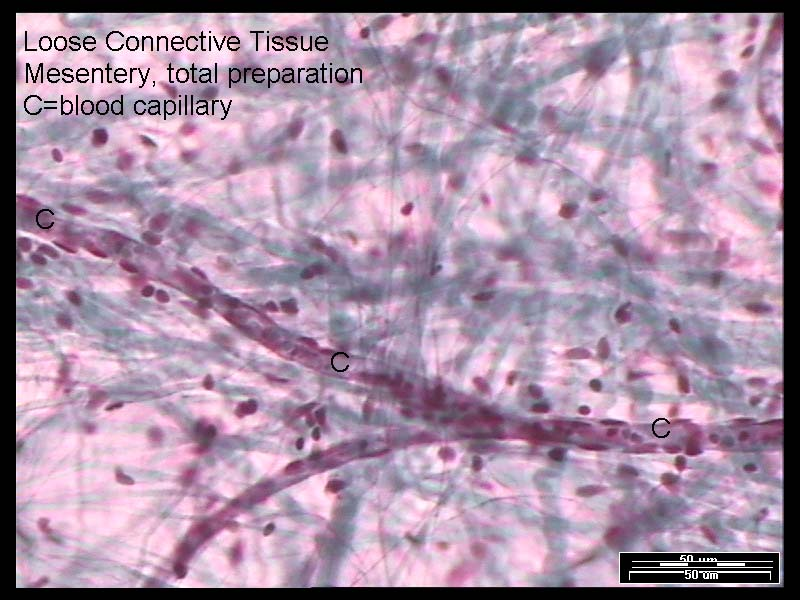 Loose Connective Tissue
Mesentery, total preparation
C=blood capillary
C
C
C
50 um
50 um